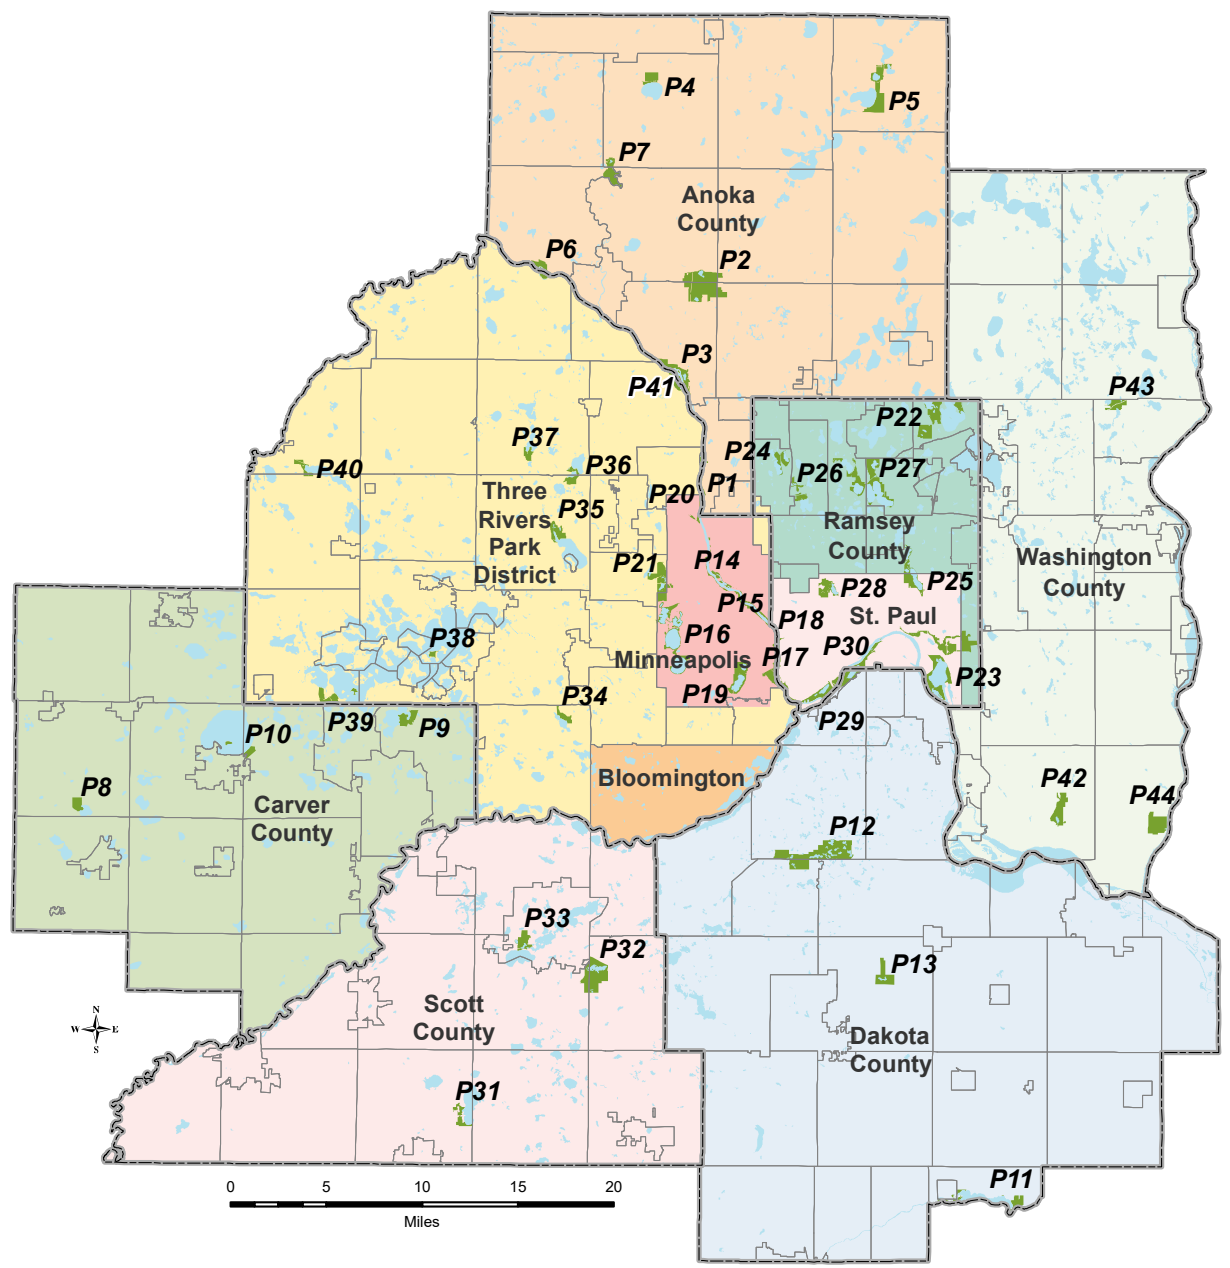 P4
P5
P7
Anoka
County
P6
P2
P3
P41
P43
P22
P37
P24
P40
P36
P26
P27
P1
Three
Rivers
Park
District
P20
P35
Ramsey
County
P14
P21
Washington
County
P25
P28
P15
St. Paul
P18
P38
P16
P30
Minneapolis
P17
P23
P19
P34
P39
P9
P29
P10
Bloomington
P8
P42
P44
Carver
County
P12
P33
P32
P13
Scott
County
N
W
E
S
Dakota
County
P31
P11
0
5
10
15
20
Miles